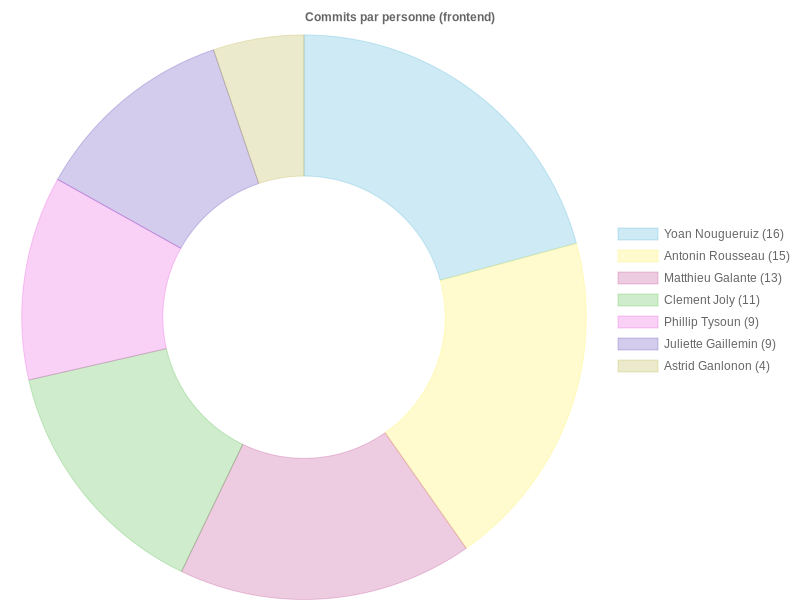 Commits par personne (frontend)
Yoan Nougueruiz (16)
Antonin Rousseau (15)
Matthieu Galante (13)
Clement Joly (11)
Phillip Tysoun (9)
Juliette Gaillemin (9)
Astrid Ganlonon (4)